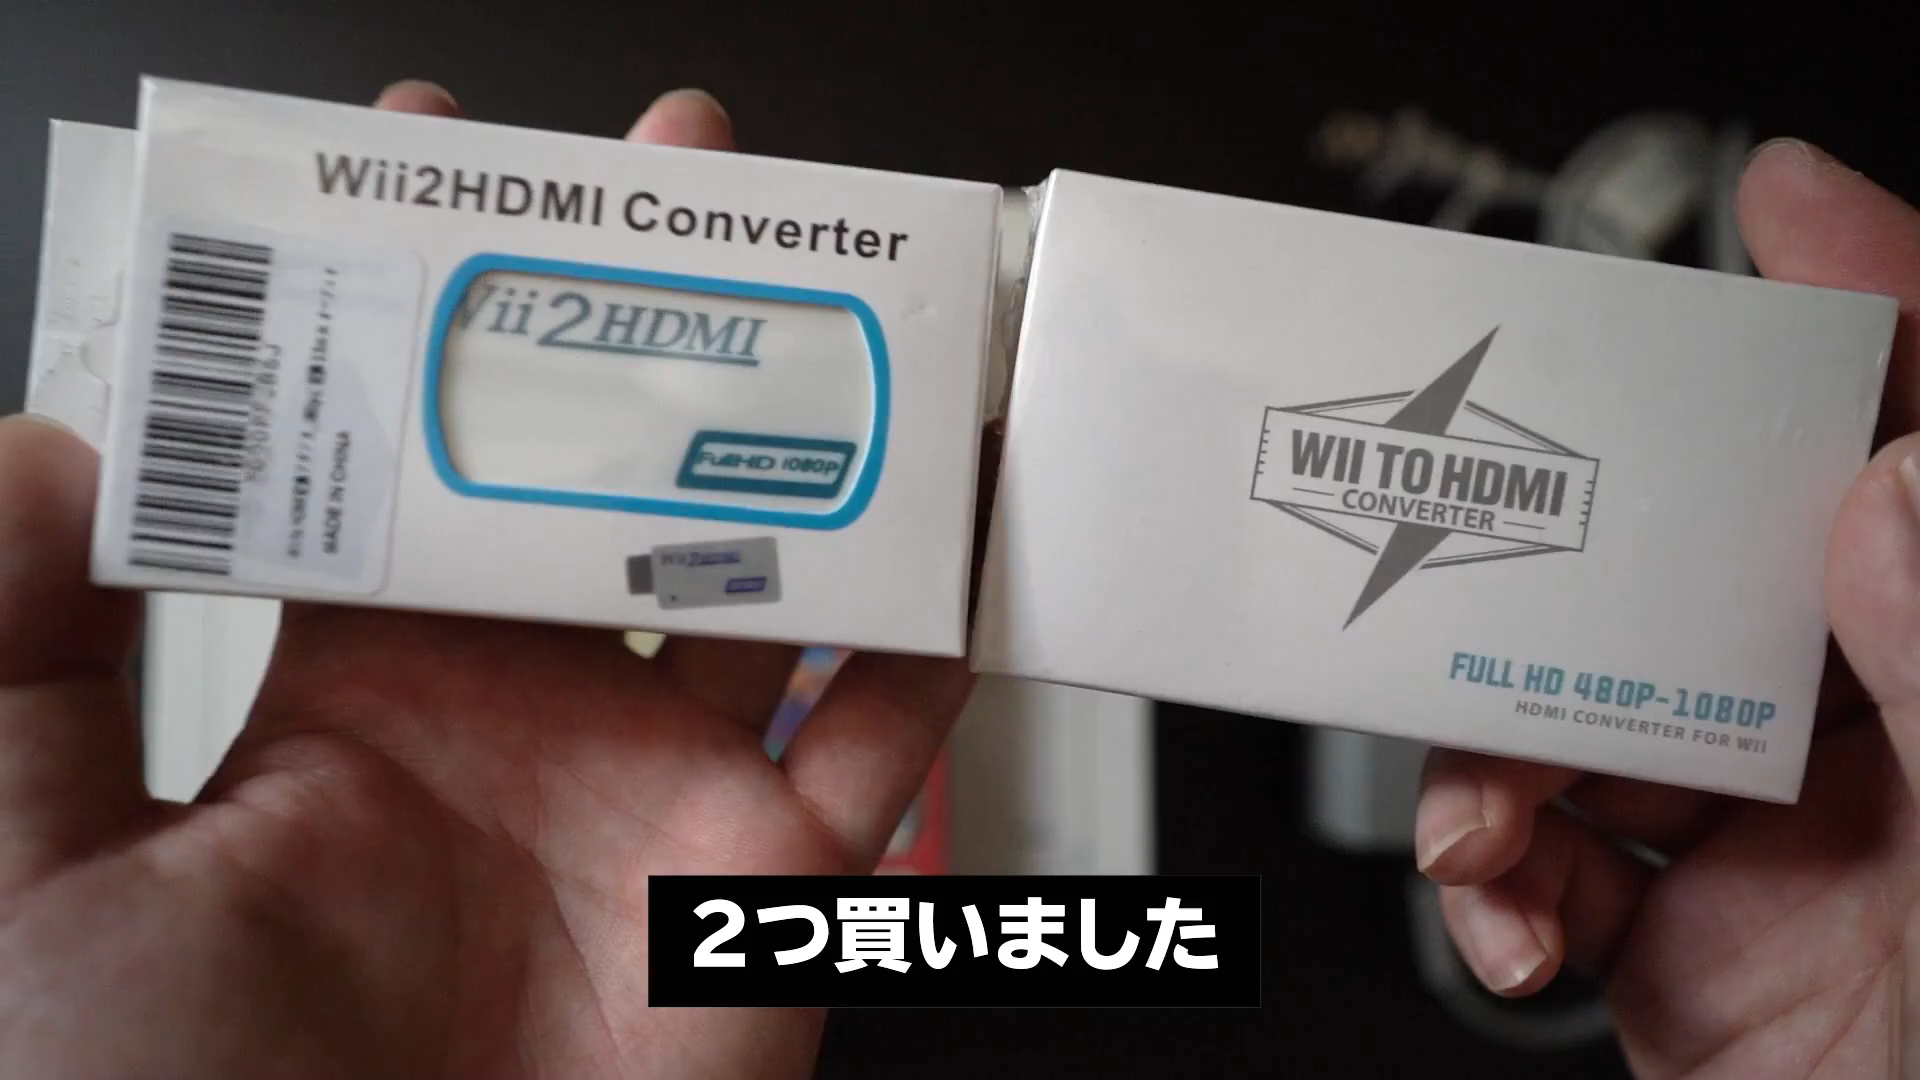 Wii2HDMI Converter
Wii2HDMI
FullHD 1080P
MADE IN CHINA
WII TO HDMI
CONVERTER
FULL HD 480P-1080P
HDMI CONVERTER FOR WII
2つ買いました